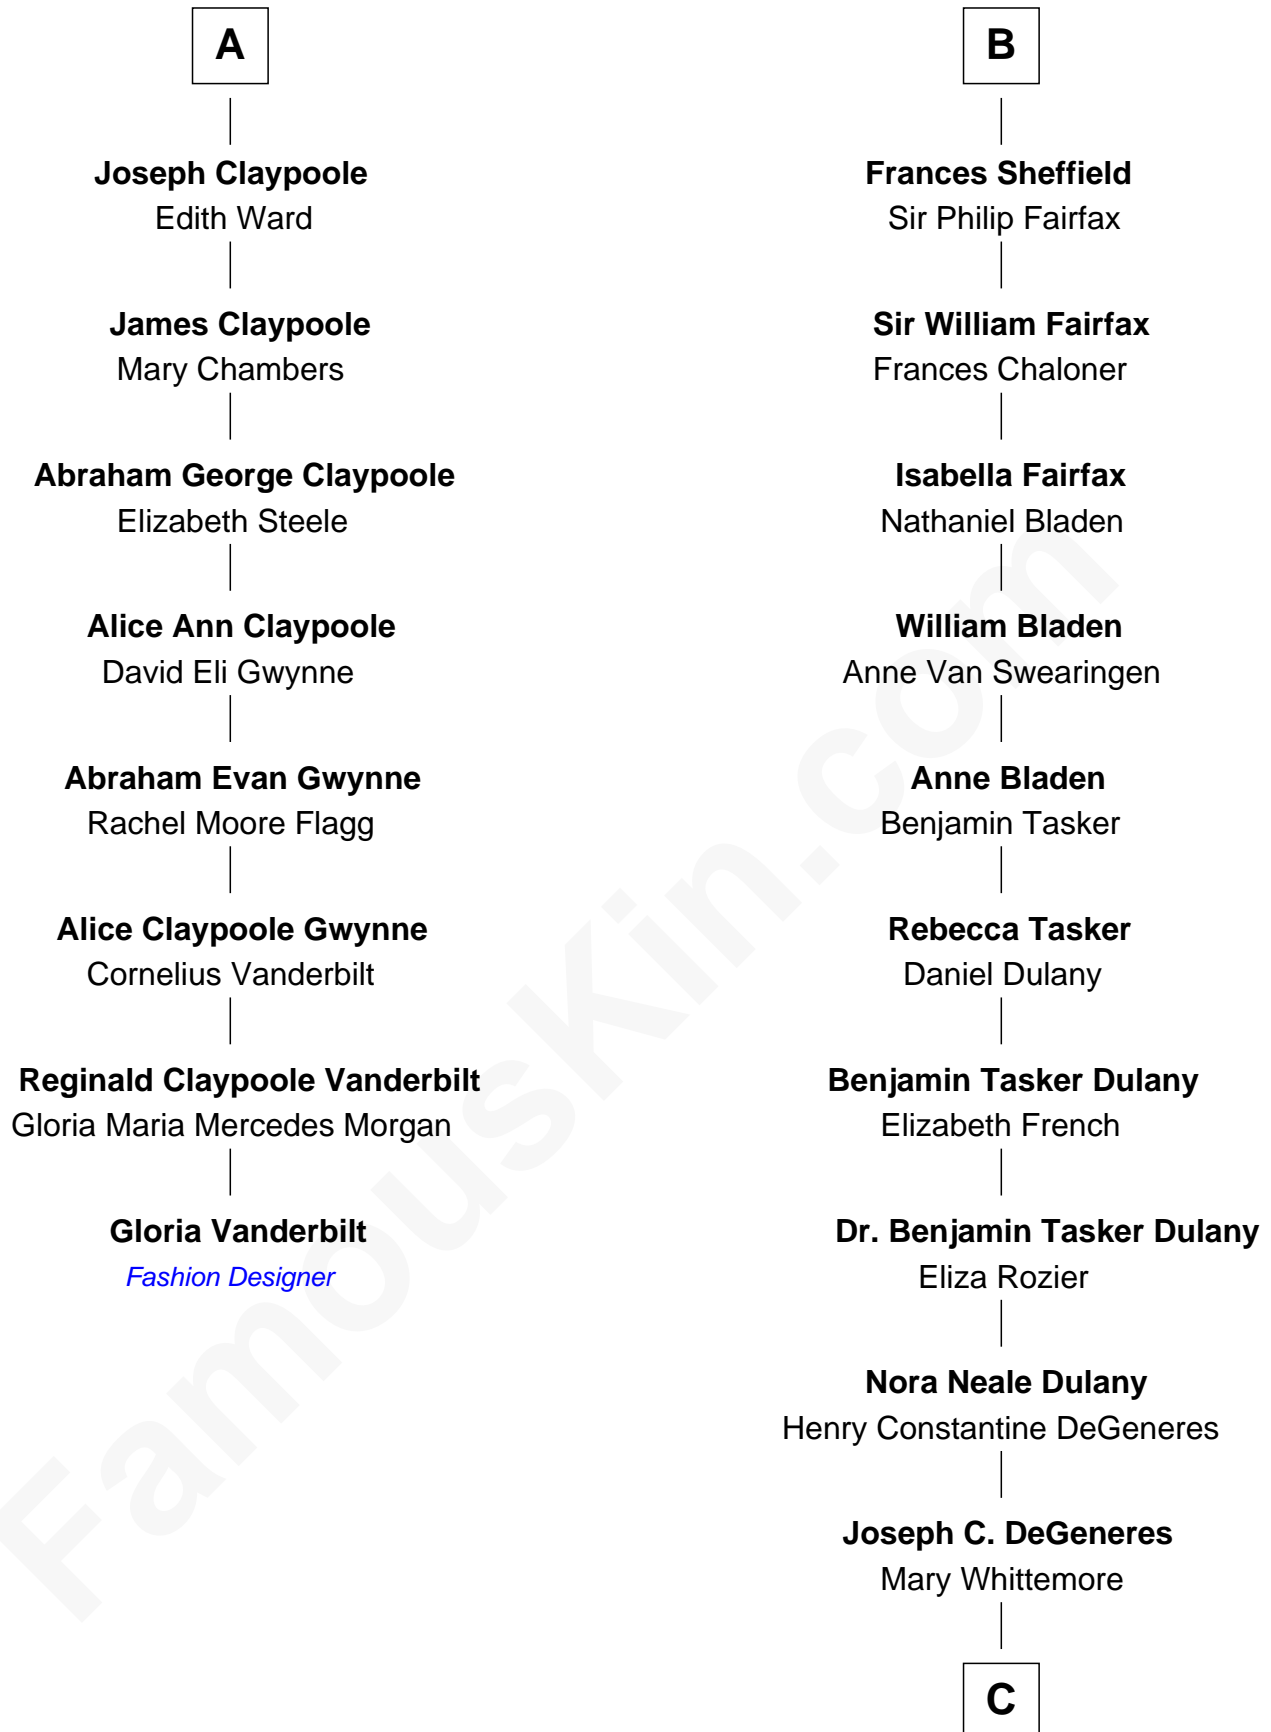 A
Joseph Claypoole
Edith Ward
James Claypoole
Mary Chambers
Abraham George Claypoole
Elizabeth Steele
Alice Ann Claypoole
David Eli Gwynne
Abraham Evan Gwynne
Rachel Moore Flagg
Alice Claypoole Gwynne
Cornelius Vanderbilt
Reginald Claypoole Vanderbilt
Gloria Maria Mercedes Morgan
Gloria Vanderbilt
Fashion Designer
B
Frances Sheffield
Sir Philip Fairfax
Sir William Fairfax
Frances Chaloner
Isabella Fairfax
Nathaniel Bladen
William Bladen
Anne Van Swearingen
Anne Bladen
Benjamin Tasker
Rebecca Tasker
Daniel Dulany
Benjamin Tasker Dulany
Elizabeth French
Dr. Benjamin Tasker Dulany
Eliza Rozier
Nora Neale Dulany
Henry Constantine DeGeneres
Joseph C. DeGeneres
Mary Whittemore
C
FamousKin.com